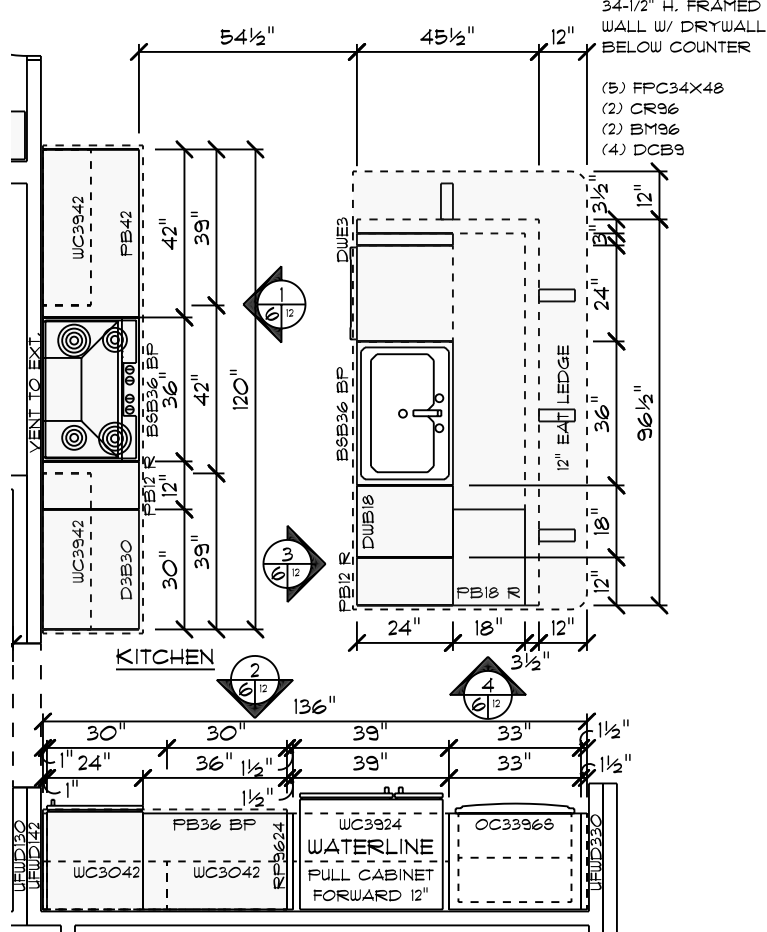 34-1/2" H. FRAMED
WALL W/ DRYWALL
BELOW COUNTER
(5) FPC34X48
(2) CR96
(2) BM96
(4) DCB9
54½"
45½"
12"
WC3942
PB42
42"
39"
VENT TO EXT.
BSB36 BP
36"
42"
120"
PB12 R
12"
WC3942
D3B30
30"
39"
1
6
12
3
6
12
DWE3
BSB36 BP
DWB18
PB12 R
PB18 R
12" EAT LEDGE
3½"
12"
3"
24"
36"
96½"
18"
12"
24"
18"
12"
3½"
KITCHEN
2
6
12
4
6
12
136"
30"
30"
39"
33"
1½"
1"
24"
36"
1½"
39"
33"
1½"
1"
1½"
UFWD130
UFWD142
PB36 BP
WC3042
WC3042
RP9624
WC3924
WATERLINE
PULL CABINET
FORWARD 12"
OC3396S
UFWD330